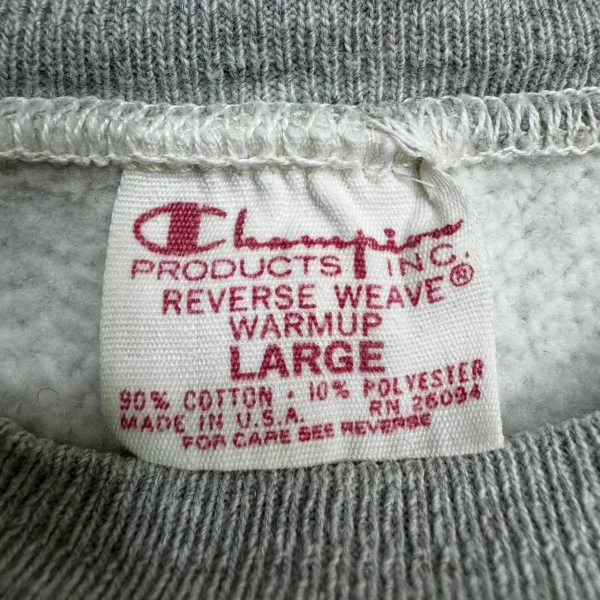 Champion
PRODUCTS INC.
REVERSE WEAVE®
WARMUP
LARGE
90% COTTON · 10% POLYESTER
MADE IN U.S.A. RN 26094
FOR CARE SEE REVERSE